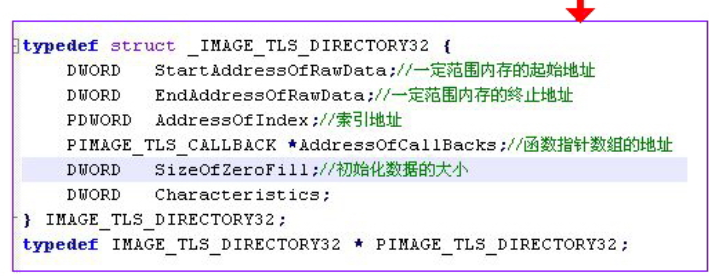 typedef struct _IMAGE_TLS_DIRECTORY32 {
DWORD StartAddressOfRawData;//一定范围内存的起始地址
DWORD EndAddressOfRawData;//一定范围内存的终止地址
PDWORD AddressOfIndex;//索引地址
PIMAGE_TLS_CALLBACK *AddressOfCallBacks;//函数指针数组的地址
DWORD SizeOfZeroFill;//初始化数据的大小
DWORD Characteristics;
} IMAGE_TLS_DIRECTORY32;
typedef IMAGE_TLS_DIRECTORY32 * PIMAGE_TLS_DIRECTORY32;